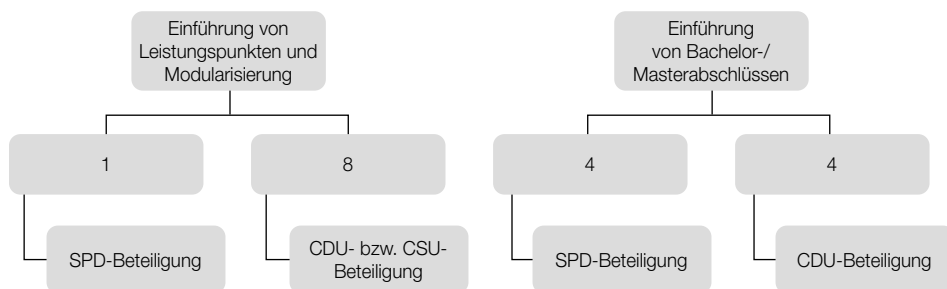 Einführung von
Leistungspunkten und
Modularisierung
Einführung
von Bachelor-/
Masterabschlüssen
1
8
4
4
SPD-Beteiligung
CDU- bzw. CSU-
Beteiligung
SPD-Beteiligung
CDU-Beteiligung